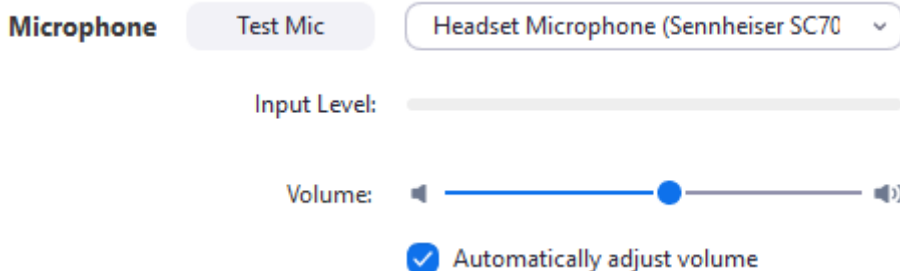 Microphone Test Mic Headset Microphone (Sennheiser SC70
Input Level:
Volume:
Automatically adjust volume